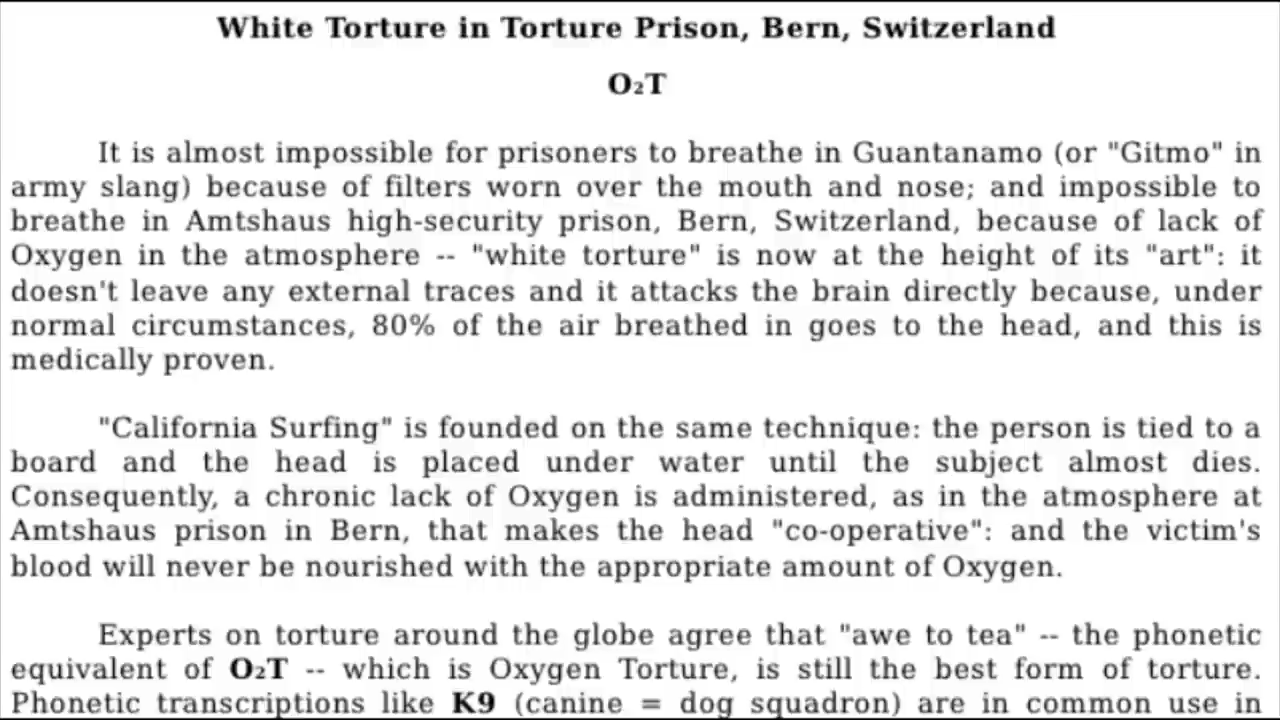 White Torture in Torture Prison, Bern, Switzerland
O₂T
It is almost impossible for prisoners to breathe in Guantanamo (or "Gitmo" in
army slang) because of filters worn over the mouth and nose; and impossible to
breathe in Amtshaus high-security prison, Bern, Switzerland, because of lack of
Oxygen in the atmosphere -- "white torture" is now at the height of its "art": it
doesn't leave any external traces and it attacks the brain directly because, under
normal circumstances, 80% of the air breathed in goes to the head, and this is
medically proven.
"California Surfing" is founded on the same technique: the person is tied to a
board and the head is placed under water until the subject almost dies.
Consequently, a chronic lack of Oxygen is administered, as in the atmosphere at
Amtshaus prison in Bern, that makes the head "co-operative": and the victim's
blood will never be nourished with the appropriate amount of Oxygen.
Experts on torture around the globe agree that "awe to tea" -- the phonetic
equivalent of O₂T -- which is Oxygen Torture, is still the best form of torture.
Phonetic transcriptions like K9 (canine = dog squadron) are in common use in